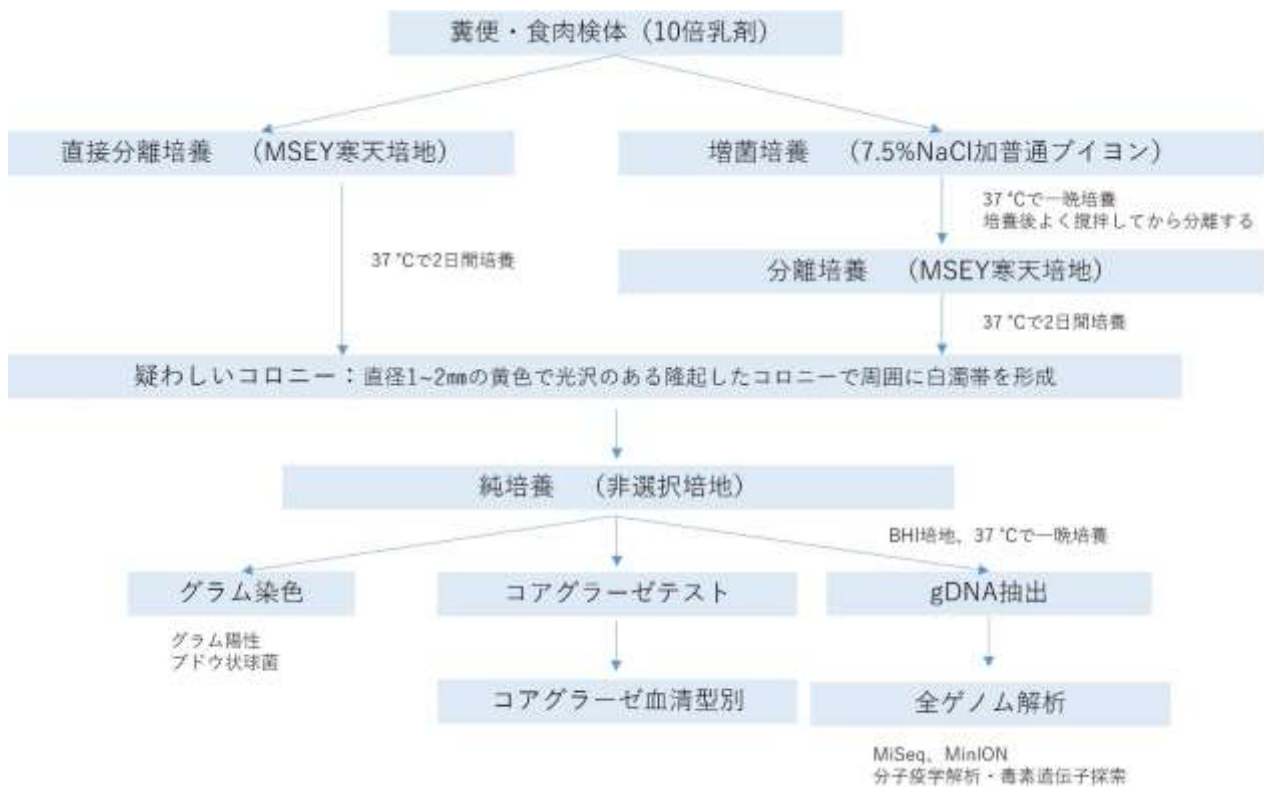 糞便・食肉検体（10倍乳剤）
直接分離培養　（MSEY寒天培地）
増菌培養　（7.5%NaCl加普通ブイヨン）
37 °Cで一晩培養
培養後よく撹拌してから分離する
37 °Cで2日間培養
分離培養　（MSEY寒天培地）
37 °Cで2日間培養
疑わしいコロニー：直径1~2㎜の黄色で光沢のある隆起したコロニーで周囲に白濁帯を形成
純培養　（非選択培地）
BHI培地、37 °Cで一晩培養
グラム染色
コアグラーゼテスト
gDNA抽出
グラム陽性
ブドウ状球菌
コアグラーゼ血清型別
全ゲノム解析
MiSeq、MinION
分子疫学解析・毒素遺伝子探索